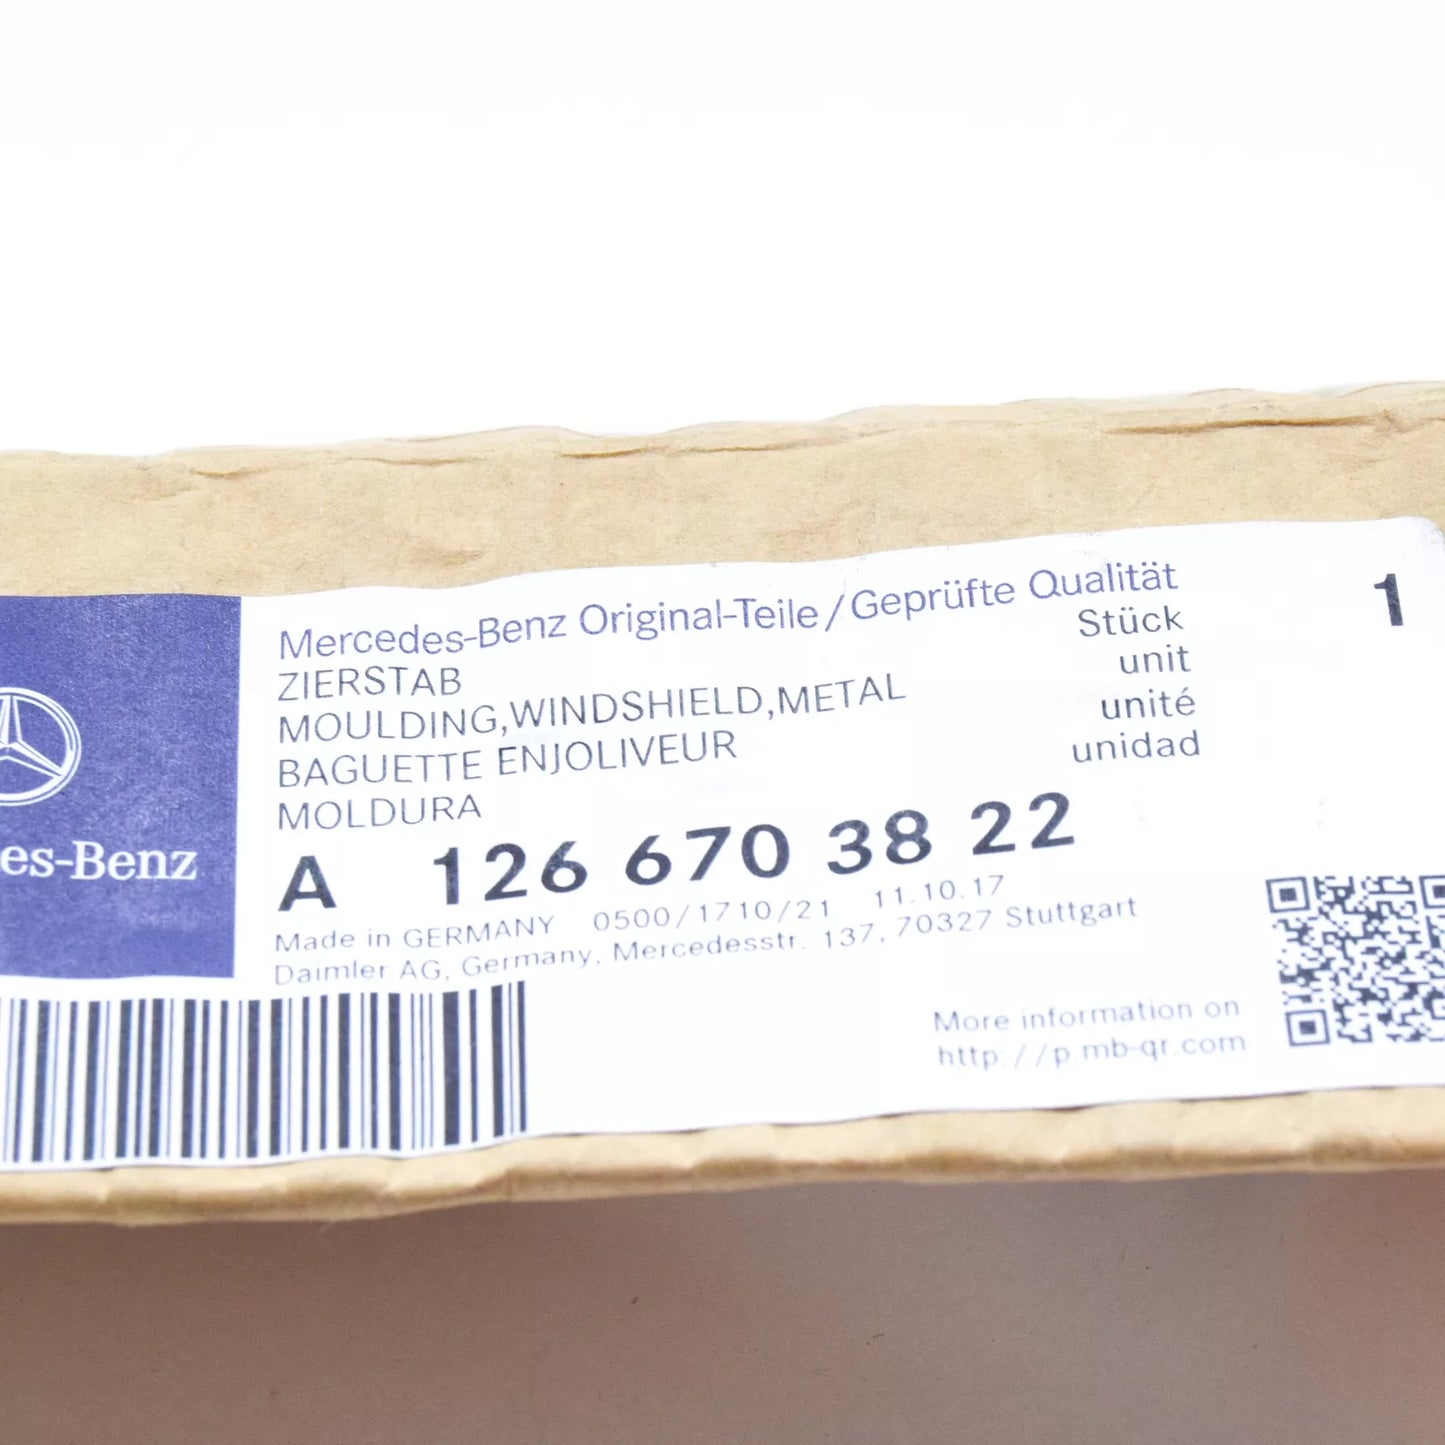 Mercedes-Benz Original-Teile/Geprüfte Qualität
ZIERSTAB
MOULDING,WINDSHIELD,METAL
BAGUETTE ENJOLIVEUR
MOLDURA
Stück
unit
unité
unidad
1
A 126 670 38 22
Made in GERMANY 0500/1710/21 11.10.17
Daimler AG, Germany, Mercedesstr. 137, 70327 Stuttgart
es-Benz
More information on
http://p.mb-qr.com